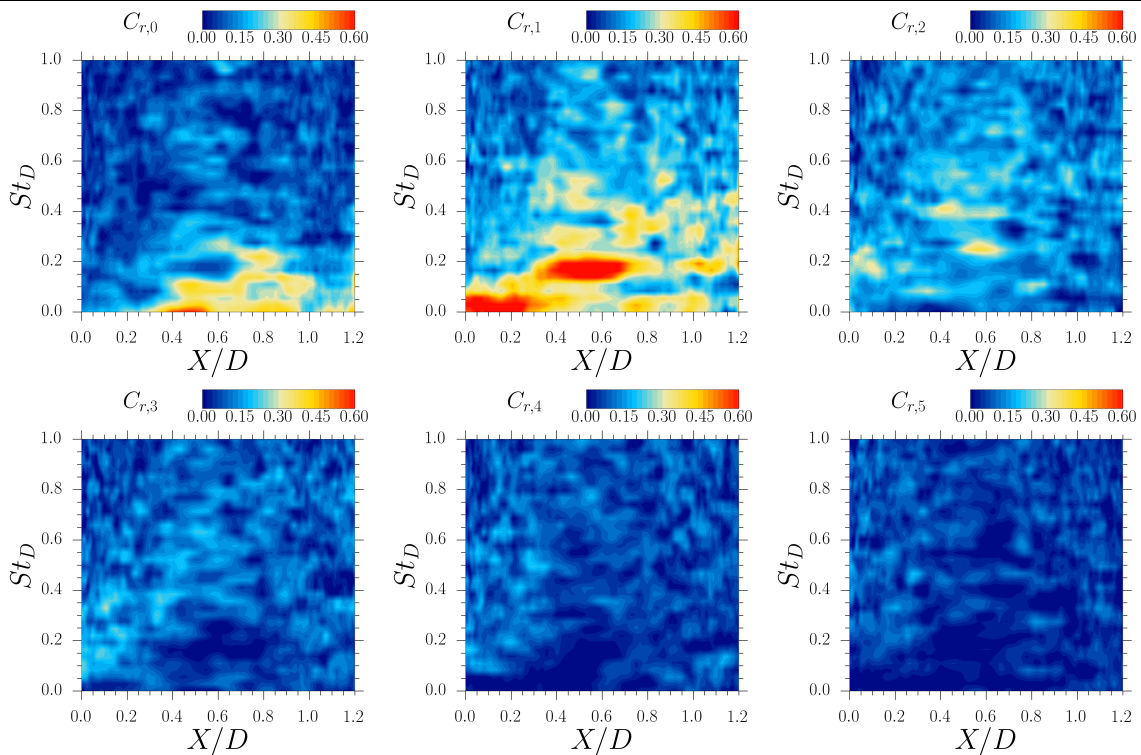 C_{r,0} 0.00 0.15 0.30 0.45 0.60
C_{r,1} 0.00 0.15 0.30 0.45 0.60
C_{r,2} 0.00 0.15 0.30 0.45 0.60
St_D 1.0 0.8 0.6 0.4 0.2 0.0
0.0 0.2 0.4 0.6 0.8 1.0 1.2
X/D
St_D 1.0 0.8 0.6 0.4 0.2 0.0
0.0 0.2 0.4 0.6 0.8 1.0 1.2
X/D
St_D 1.0 0.8 0.6 0.4 0.2 0.0
0.0 0.2 0.4 0.6 0.8 1.0 1.2
X/D
C_{r,3} 0.00 0.15 0.30 0.45 0.60
C_{r,4} 0.00 0.15 0.30 0.45 0.60
C_{r,5} 0.00 0.15 0.30 0.45 0.60
St_D 1.0 0.8 0.6 0.4 0.2 0.0
0.0 0.2 0.4 0.6 0.8 1.0 1.2
X/D
St_D 1.0 0.8 0.6 0.4 0.2 0.0
0.0 0.2 0.4 0.6 0.8 1.0 1.2
X/D
St_D 1.0 0.8 0.6 0.4 0.2 0.0
0.0 0.2 0.4 0.6 0.8 1.0 1.2
X/D